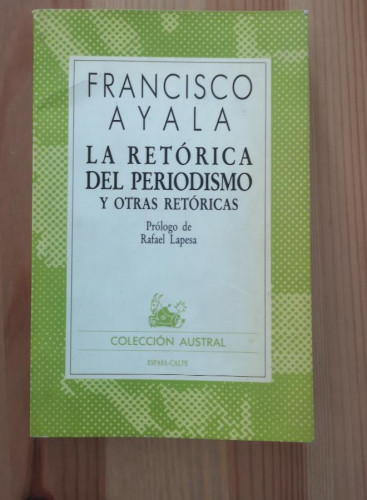 FRANCISCO
AYALA
LA RETÓRICA
DEL PERIODISMO
Y OTRAS RETÓRICAS
Prólogo de
Rafael Lapesa
COLECCIÓN AUSTRAL
ESPASA-CALPE